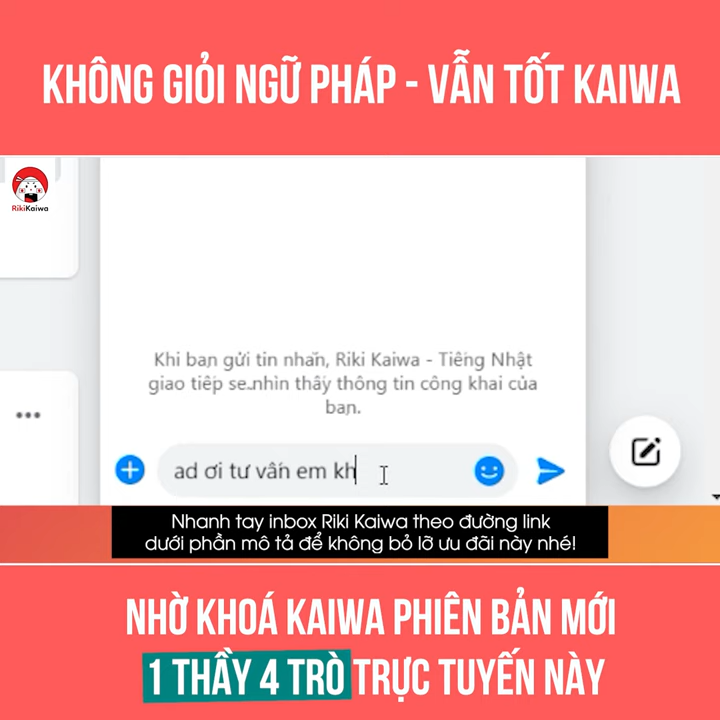 KHÔNG GIỎI NGỮ PHÁP - VẪN TỐT KAIWA
RikiKaiwa
Khi bạn gửi tin nhắn, Riki Kaiwa - Tiếng Nhật
giao tiếp sẽ nhìn thấy thông tin công khai của
bạn.
ad ơi tư vấn em kh
Nhanh tay inbox Riki Kaiwa theo đường link
dưới phần mô tả để không bỏ lỡ ưu đãi này nhé!
NHỜ KHOÁ KAIWA PHIÊN BẢN MỚI
1 THẦY 4 TRÒ TRỰC TUYẾN NÀY